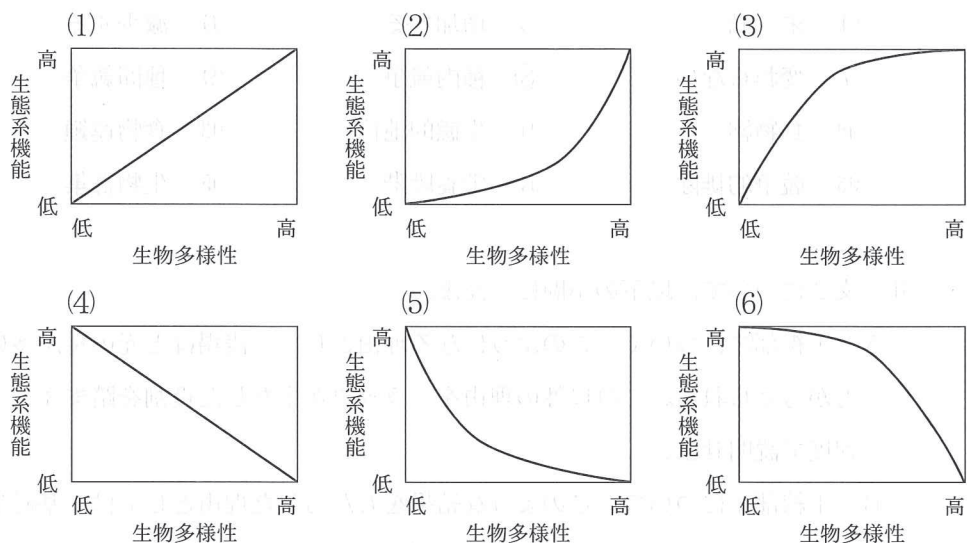 (1)
高
生態系機能
低
低 高
生物多様性
(2)
高
生態系機能
低
低 高
生物多様性
(3)
高
生態系機能
低
低 高
生物多様性
(4)
高
生態系機能
低
低 高
生物多様性
(5)
高
生態系機能
低
低 高
生物多様性
(6)
高
生態系機能
低
低 高
生物多様性